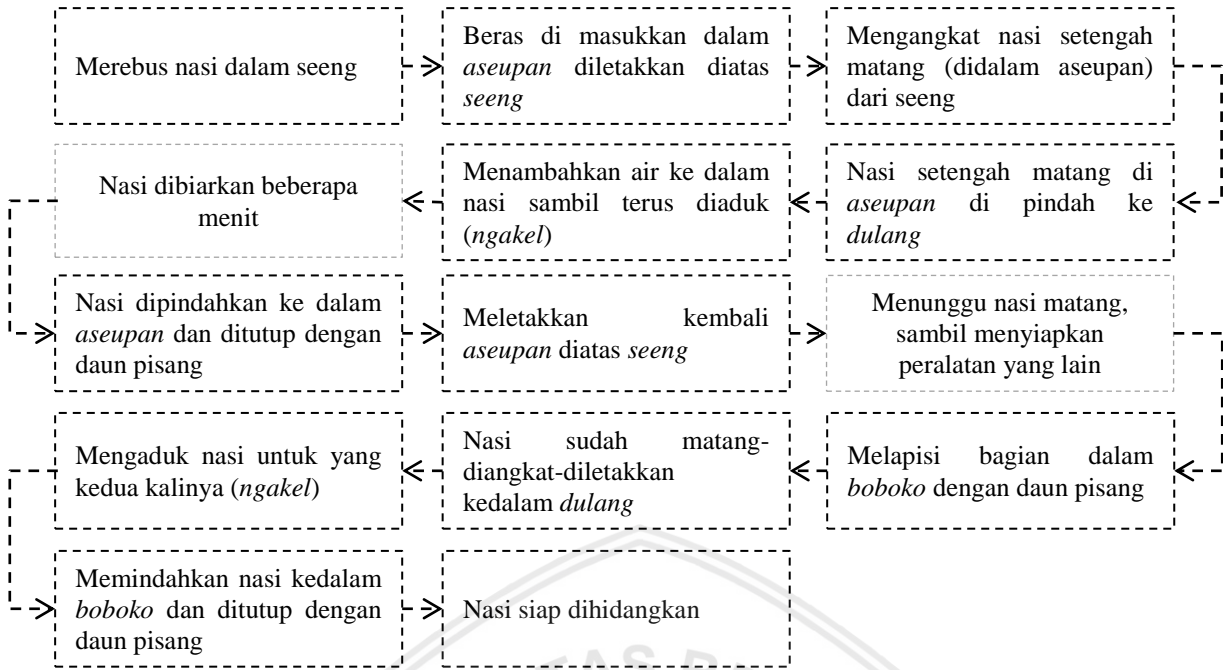 Merebus nasi dalam seeng
Beras di masukkan dalam
aseupan diletakkan diatas
seeng
Mengangkat nasi setengah
matang (didalam aseupan)
dari seeng
Nasi setengah matang di
aseupan di pindah ke
dulang
Menambahkan air ke dalam
nasi sambil terus diaduk
(ngakel)
Nasi dibiarkan beberapa
menit
Nasi dipindahkan ke dalam
aseupan dan ditutup dengan
daun pisang
Meletakkan kembali
aseupan diatas seeng
Menunggu nasi matang,
sambil menyiapkan
peralatan yang lain
Melapisi bagian dalam
boboko dengan daun pisang
Nasi sudah matang-
diangkat-diletakkan
kedalam dulang
Mengaduk nasi untuk yang
kedua kalinya (ngakel)
Memindahkan nasi kedalam
boboko dan ditutup dengan
daun pisang
Nasi siap dihidangkan